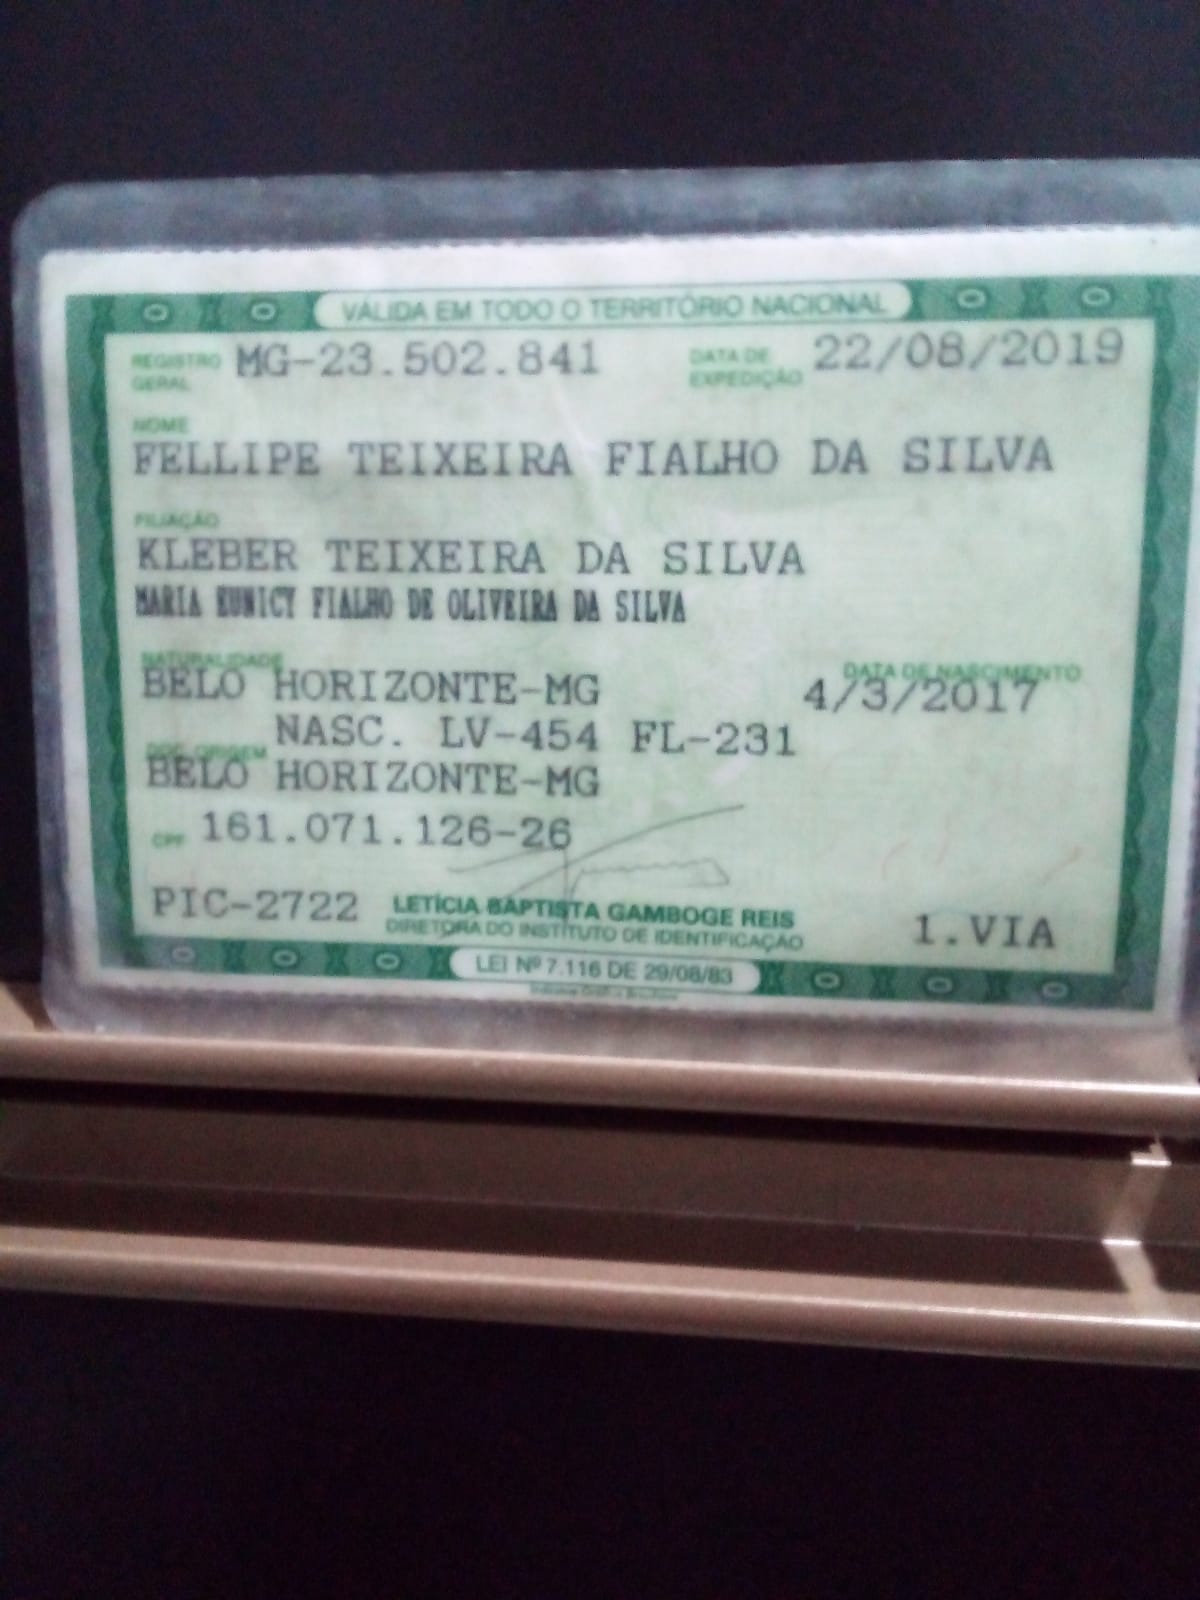 VÁLIDA EM TODO O TERRITÓRIO NACIONAL
REGISTRO GERAL MG-23.502.841 DATA DE EXPEDIÇÃO 22/08/2019
NOME
FELLIPE TEIXEIRA FIALHO DA SILVA
FILIAÇÃO
KLEBER TEIXEIRA DA SILVA
MARIA EUNICY FIALHO DE OLIVEIRA DA SILVA
NATURALIDADE DATA DE NASCIMENTO
BELO HORIZONTE-MG 4/3/2017
NASC. LV-454 FL-231
DOC. ORIGEM
BELO HORIZONTE-MG
CPF 161.071.126-26
PIC-2722 LETÍCIA BAPTISTA GAMBOGE REIS 1.VIA
DIRETORA DO INSTITUTO DE IDENTIFICAÇÃO
LEI Nº 7.116 DE 29/08/83